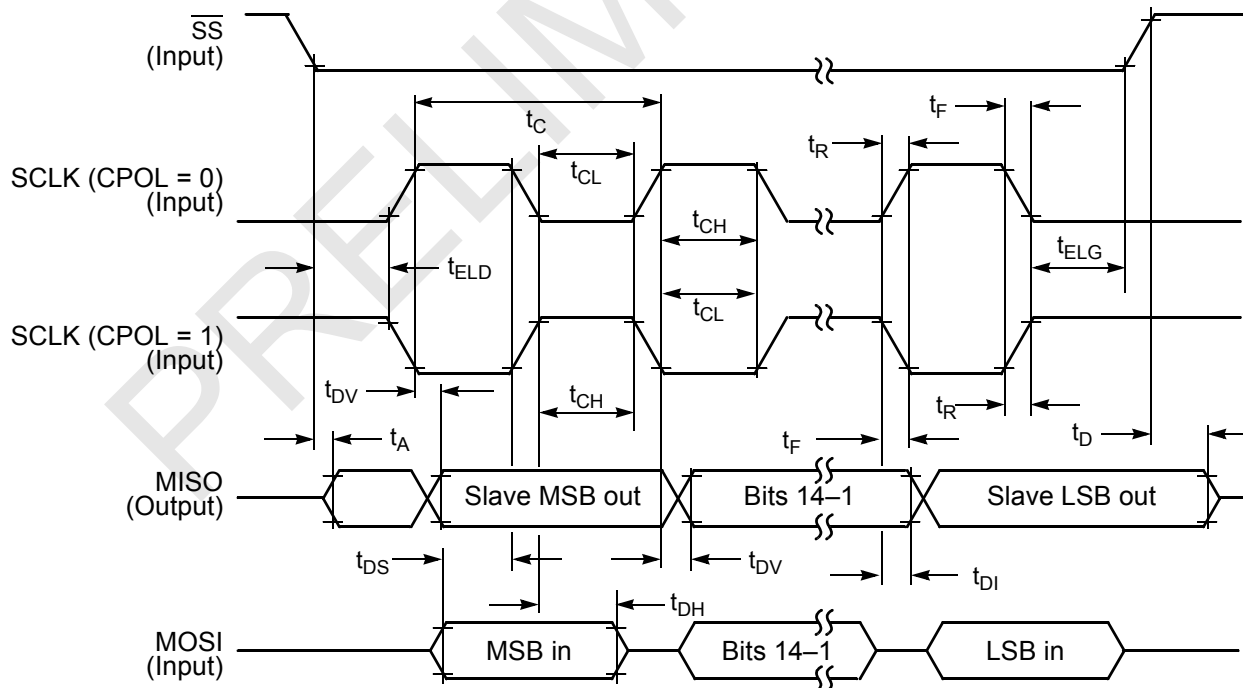 PRELIM
SS
(Input)
tC
tF
tR
SCLK (CPOL = 0)
(Input)
tCL
tCH
tELD
tELG
SCLK (CPOL = 1)
(Input)
tCL
tDV
tCH
tR
tA
tF
tD
MISO
(Output)
Slave MSB out
Bits 14–1
Slave LSB out
tDS
tDV
tDI
tDH
MOSI
(Input)
MSB in
Bits 14–1
LSB in